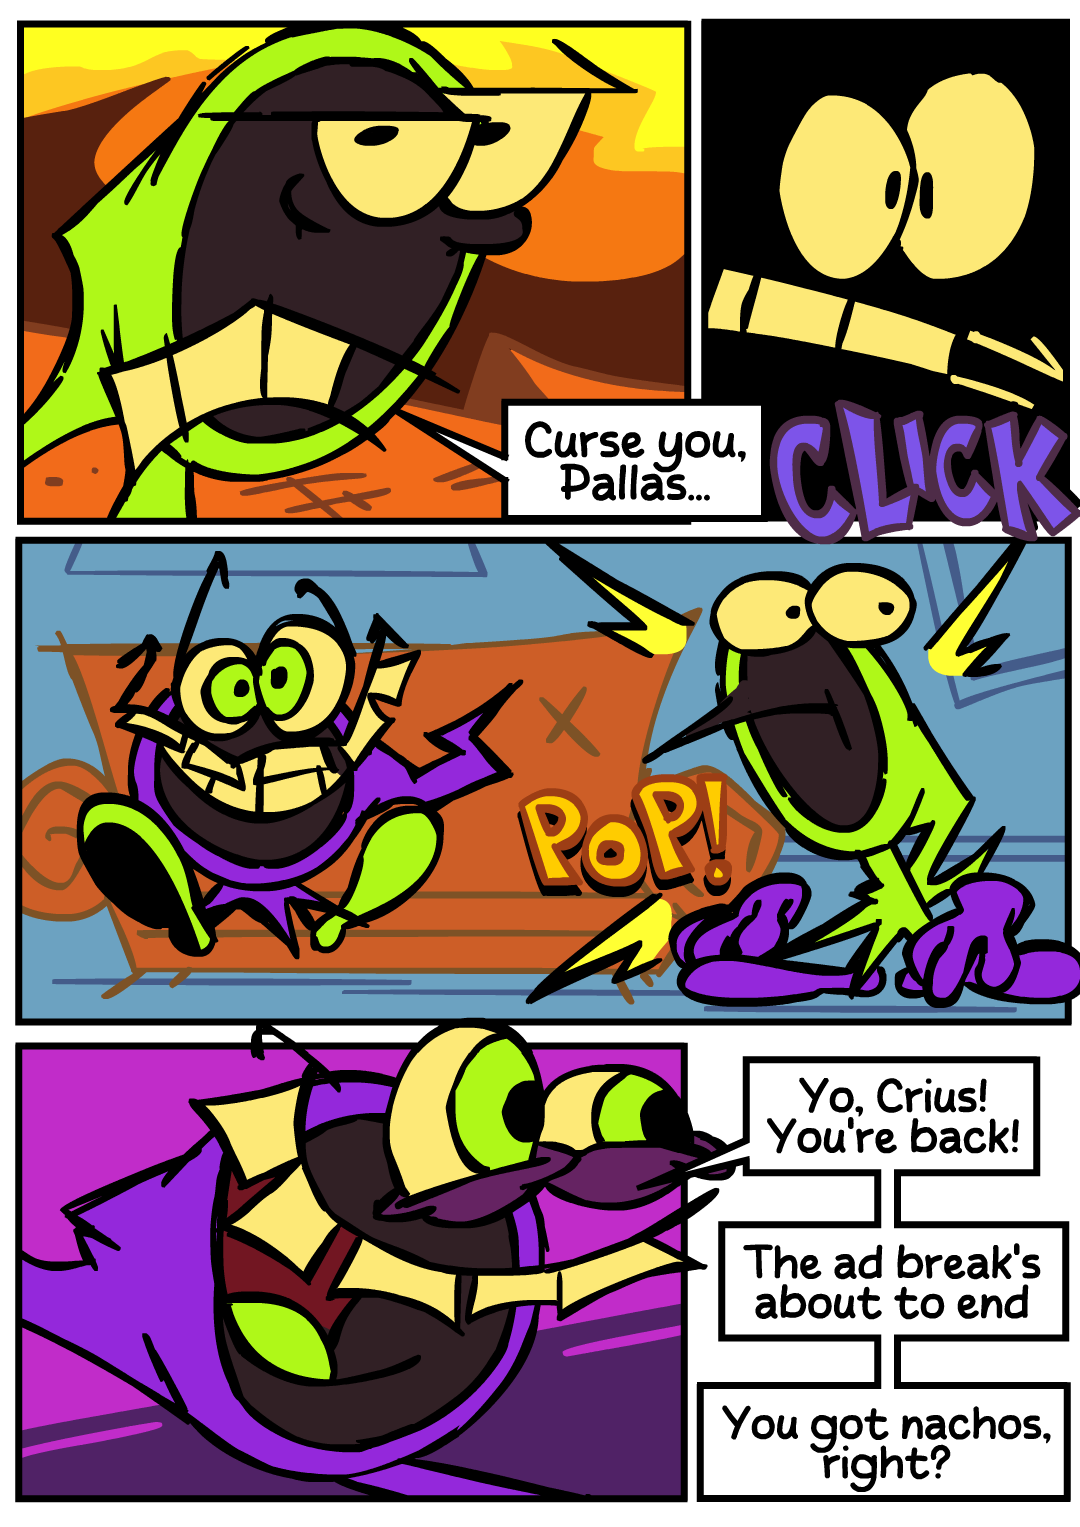 Curse you,
Pallas...
CLICK
POP!
Yo, Crius!
You're back!
The ad break's
about to end
You got nachos,
right?